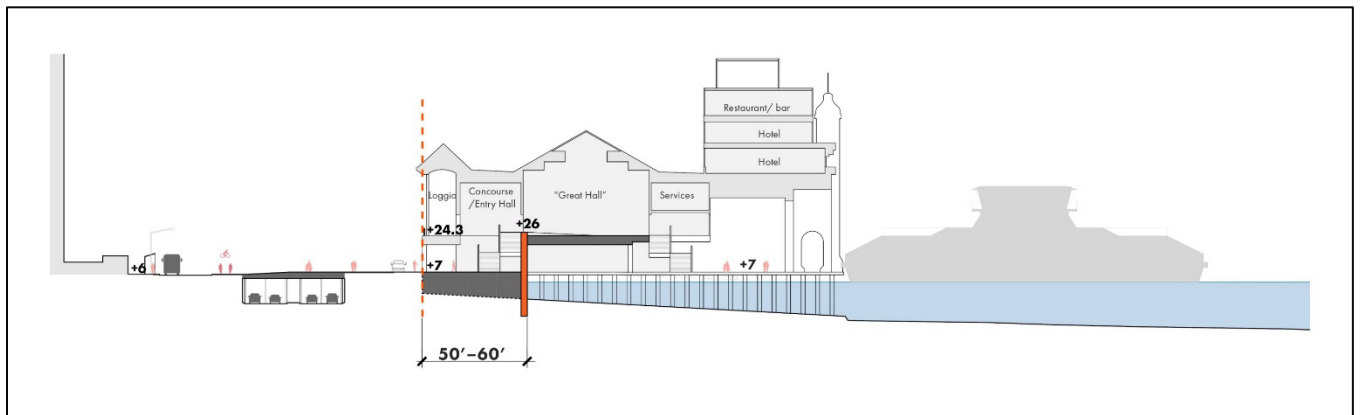 Restaurant/ bar
Hotel
Hotel
Loggia
Concourse
/Entry Hall
“Great Hall”
Services
+24.3
+26
+6
+7
+7
50’–60’